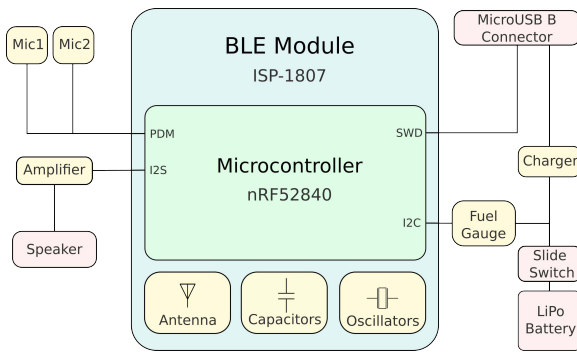 Mic1
Mic2
BLE Module
ISP-1807
MicroUSB B
Connector
PDM
SWD
Amplifier
I2S
Microcontroller
nRF52840
Charger
Speaker
I2C
Fuel
Gauge
Slide
Switch
Antenna
Capacitors
Oscillators
LiPo
Battery